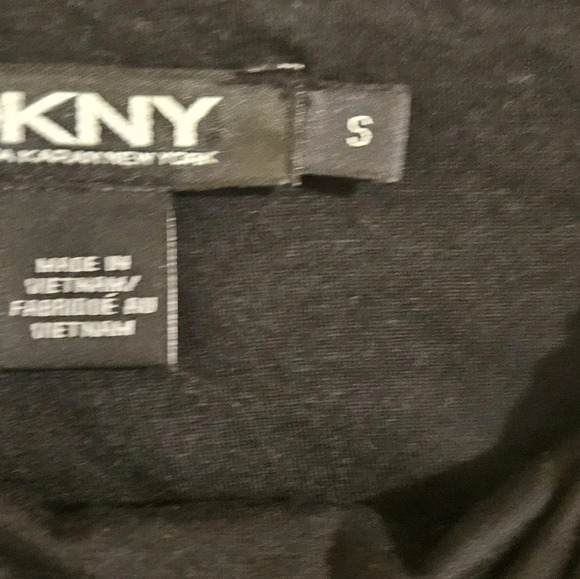 KNY
A KARAN NEW YORK
S
MADE IN
VIETNAM/
FABRIQUÉ AU
VIETNAM